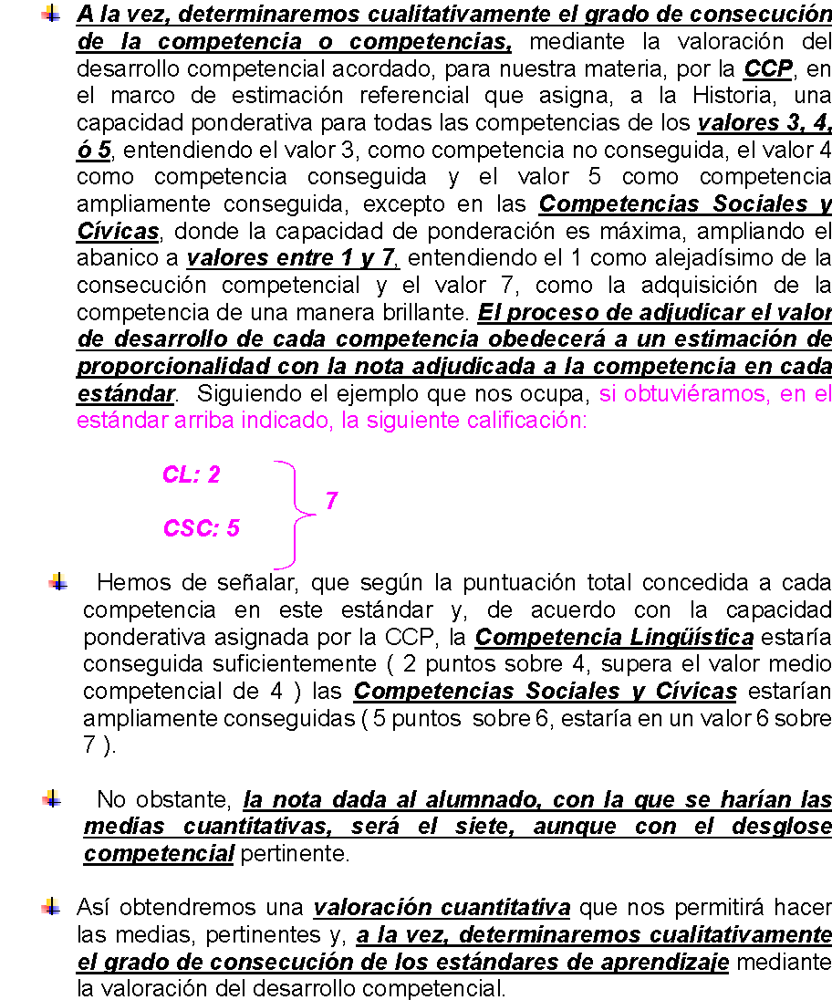 A la vez, determinaremos cualitativamente el grado de consecución
de la competencia o competencias, mediante la valoración del
desarrollo competencial acordado, para nuestra materia, por la CCP, en
el marco de estimación referencial que asigna, a la Historia, una
capacidad ponderativa para todas las competencias de los valores 3, 4,
ó 5, entendiendo el valor 3, como competencia no conseguida, el valor 4
como competencia conseguida y el valor 5 como competencia
ampliamente conseguida, excepto en las Competencias Sociales y
Cívicas, donde la capacidad de ponderación es máxima, ampliando el
abanico a valores entre 1 y 7, entendiendo el 1 como alejadísimo de la
consecución competencial y el valor 7, como la adquisición de la
competencia de una manera brillante. El proceso de adjudicar el valor
de desarrollo de cada competencia obedecerá a un estimación de
proporcionalidad con la nota adjudicada a la competencia en cada
estándar. Siguiendo el ejemplo que nos ocupa, si obtuviéramos, en el
estándar arriba indicado, la siguiente calificación:
CL: 2
7
CSC: 5
Hemos de señalar, que según la puntuación total concedida a cada
competencia en este estándar y, de acuerdo con la capacidad
ponderativa asignada por la CCP, la Competencia Lingüística estaría
conseguida suficientemente ( 2 puntos sobre 4, supera el valor medio
competencial de 4 ) las Competencias Sociales y Cívicas estarían
ampliamente conseguidas ( 5 puntos sobre 6, estaría en un valor 6 sobre
7 ).
No obstante, la nota dada al alumnado, con la que se harían las
medias cuantitativas, será el siete, aunque con el desglose
competencial pertinente.
Así obtendremos una valoración cuantitativa que nos permitirá hacer
las medias, pertinentes y, a la vez, determinaremos cualitativamente
el grado de consecución de los estándares de aprendizaje mediante
la valoración del desarrollo competencial.